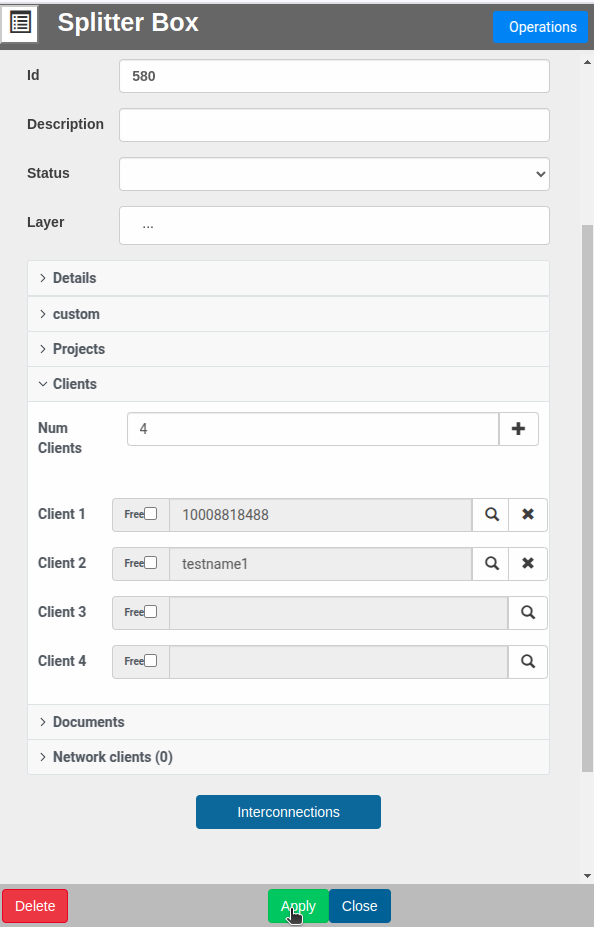 Splitter Box
Operations
Id
580
Description
Status
Layer
...
Details
custom
Projects
Clients
Num
Clients
4
Client 1
Free
10008818488
Client 2
Free
testname1
Client 3
Free
Client 4
Free
Documents
Network clients (0)
Interconnections
Delete
Apply
Close